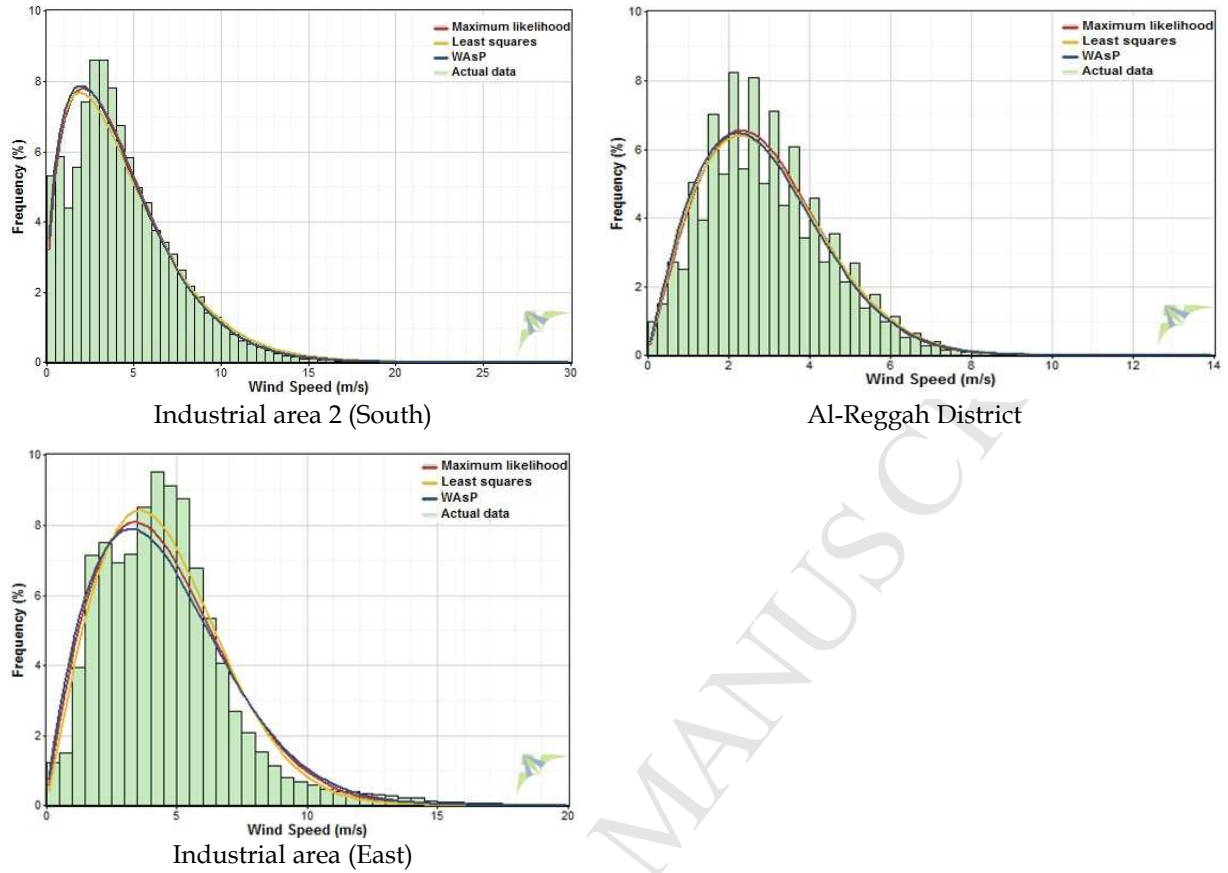 10
8
6
4
2
0
Frequency (%)
Maximum likelihood
Least squares
WAsP
Actual data
0 5 10 15 20 25 30
Wind Speed (m/s)
Industrial area 2 (South)
10
8
6
4
2
0
Frequency (%)
Maximum likelihood
Least squares
WAsP
Actual data
0 2 4 6 8 10 12 14
Wind Speed (m/s)
Al-Reggah District
10
8
6
4
2
0
Frequency (%)
Maximum likelihood
Least squares
WAsP
Actual data
0 5 10 15 20
Wind Speed (m/s)
Industrial area (East)
MANUSCR